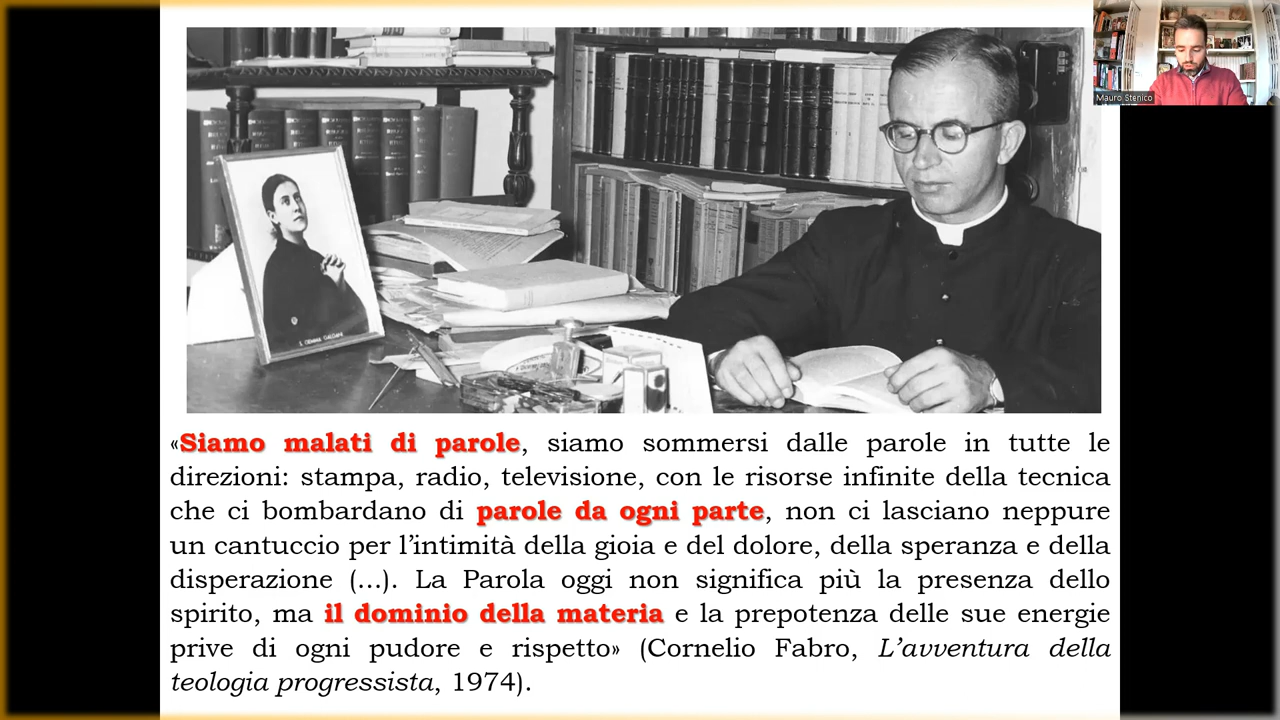 Mauro Stenico
S. GEMMA GALGANI
«Siamo malati di parole, siamo sommersi dalle parole in tutte le
direzioni: stampa, radio, televisione, con le risorse infinite della tecnica
che ci bombardano di parole da ogni parte, non ci lasciano neppure
un cantuccio per l’intimità della gioia e del dolore, della speranza e della
disperazione (…). La Parola oggi non significa più la presenza dello
spirito, ma il dominio della materia e la prepotenza delle sue energie
prive di ogni pudore e rispetto» (Cornelio Fabro, L’avventura della
teologia progressista, 1974).